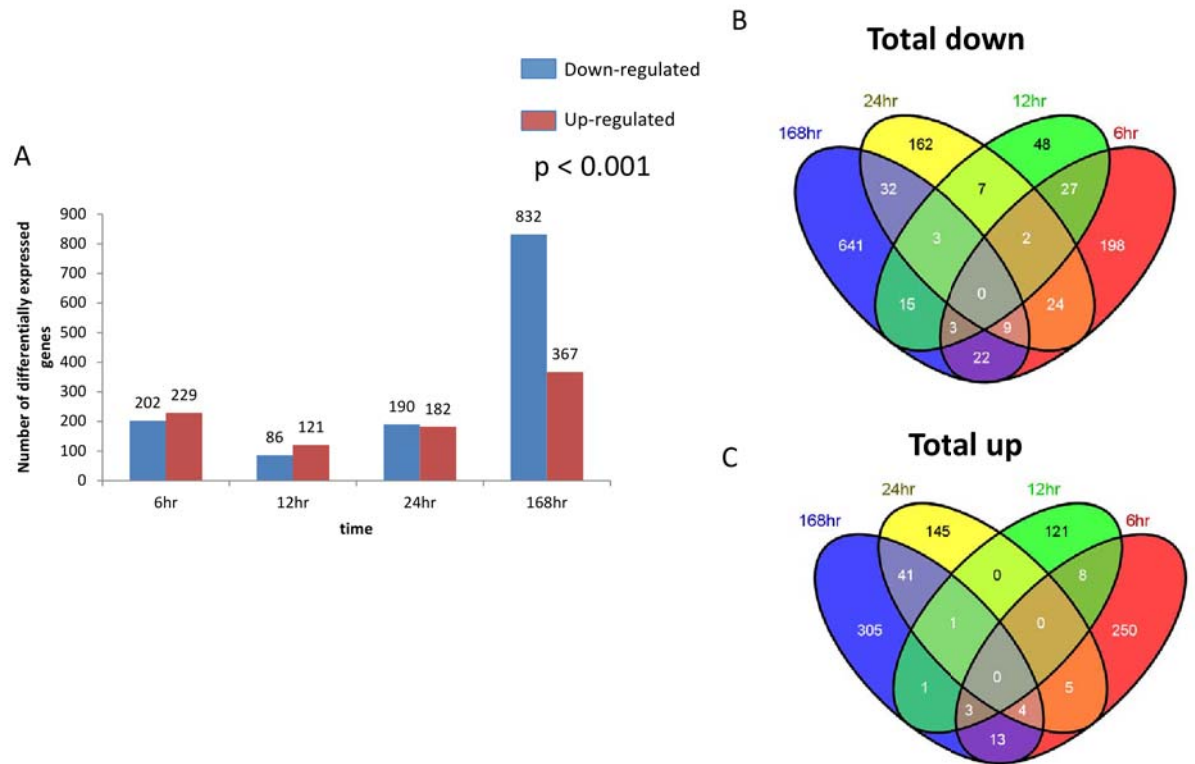 A
Down-regulated
Up-regulated
p < 0.001
Number of differentially expressed
genes
900
800
700
600
500
400
300
200
100
0
202
229
86
121
190
182
832
367
6hr
12hr
24hr
168hr
time
B
Total down
24hr
12hr
168hr
6hr
162
48
32
7
27
641
3
2
198
15
0
24
3
9
22
C
Total up
24hr
12hr
168hr
6hr
145
121
41
0
8
305
1
0
250
1
0
5
3
4
13